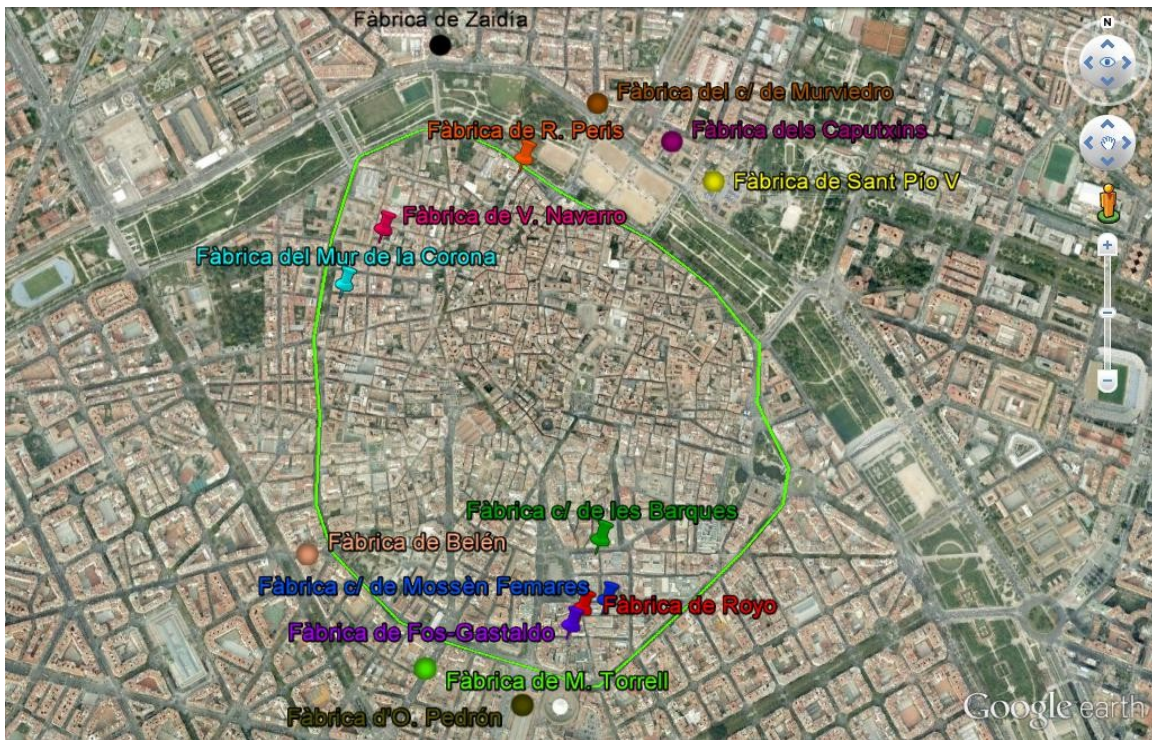 Fàbrica de Zaidía
N
Fàbrica del c/ de Murviedro
Fàbrica de R. Peris
Fàbrica dels Caputxins
Fàbrica de Sant Pío V
Fàbrica de V. Navarro
Fàbrica del Mur de la Corona
Fàbrica c/ de les Barques
Fàbrica de Belén
Fàbrica c/ de Mossèn Femares
Fàbrica de Royo
Fàbrica de Fos-Gastaldo
Fàbrica de M. Torrell
Fàbrica d'O. Pedrón
Google earth